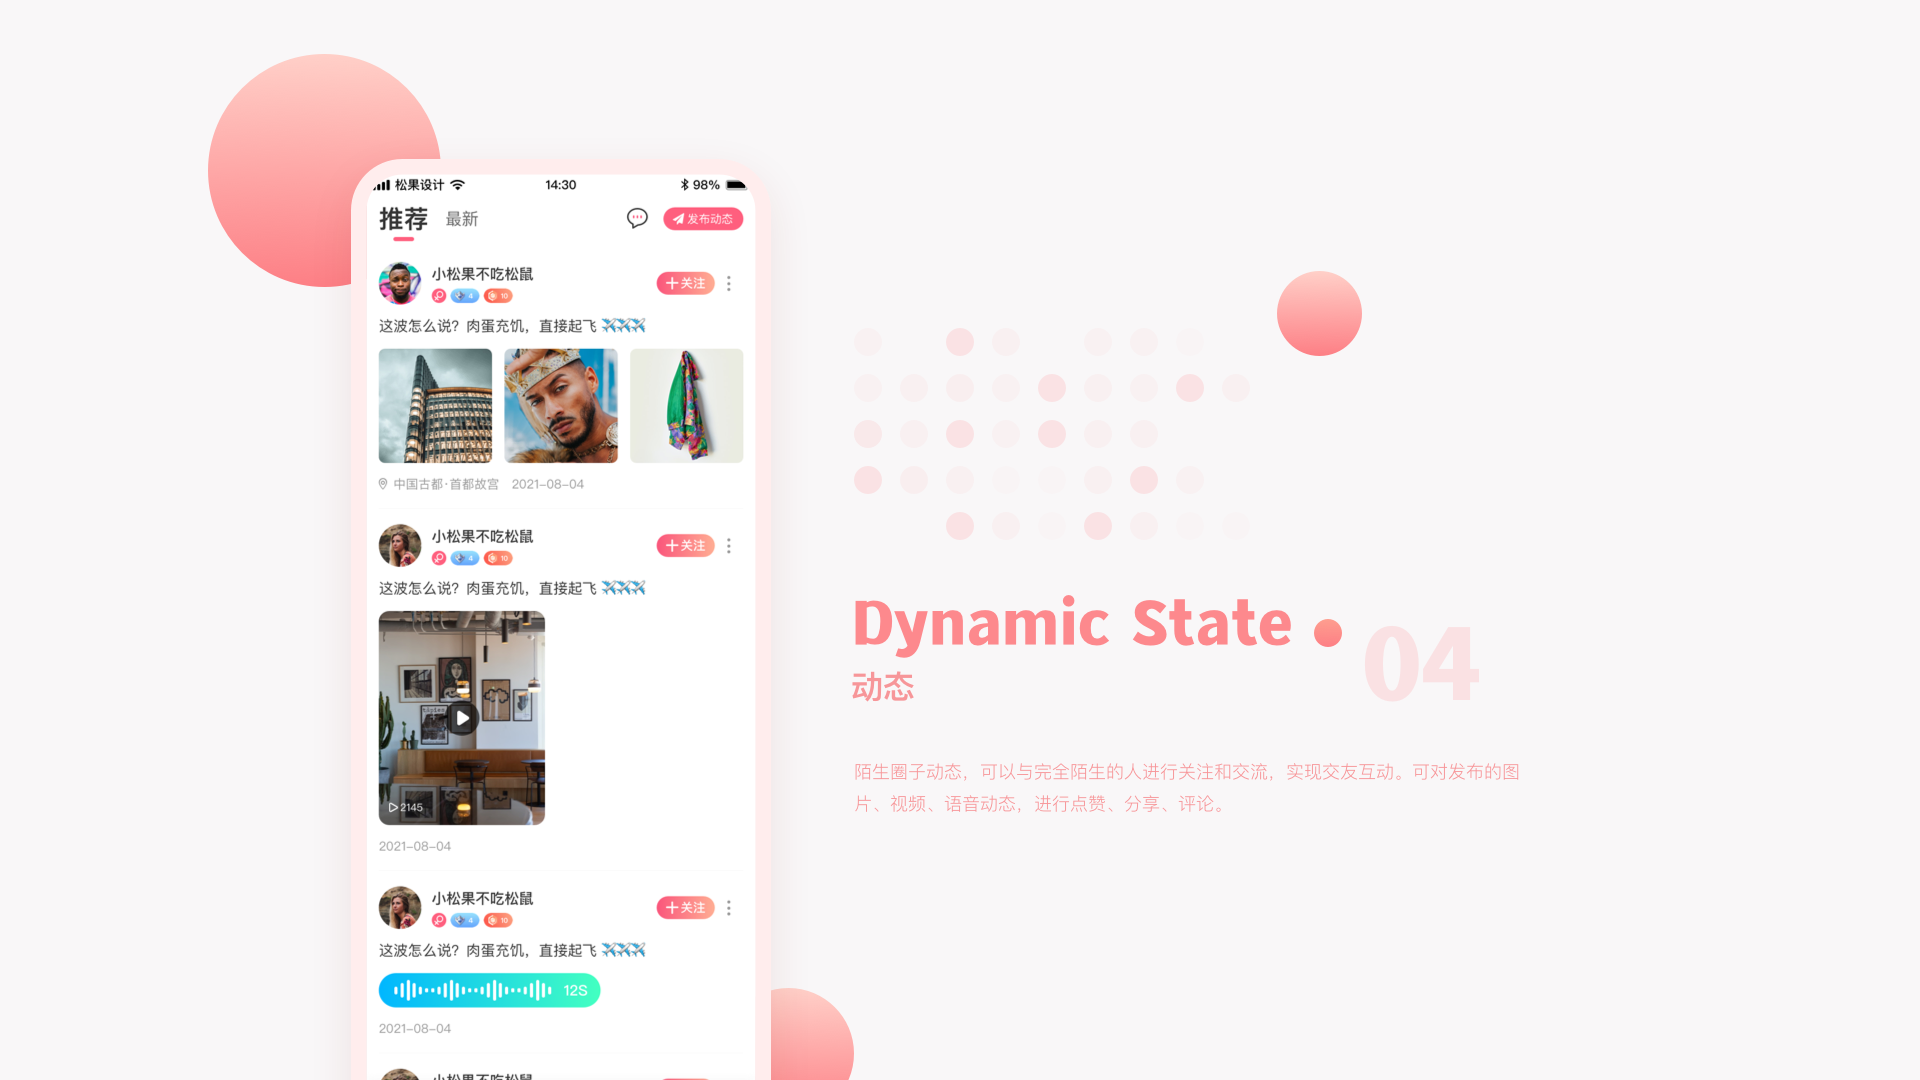 松果设计
14:30
98%
推荐
最新
发布动态
小松果不吃松鼠
4
10
关注
这波怎么说？肉蛋充饥，直接起飞
中国古都·首都故宫 2021-08-04
小松果不吃松鼠
4
10
关注
这波怎么说？肉蛋充饥，直接起飞
2145
2021-08-04
小松果不吃松鼠
4
10
关注
这波怎么说？肉蛋充饥，直接起飞
12S
2021-08-04
小松果不吃松鼠
Dynamic State
04
动态
陌生圈子动态，可以与完全陌生的人进行关注和交流，实现交友互动。可对发布的图
片、视频、语音动态，进行点赞、分享、评论。